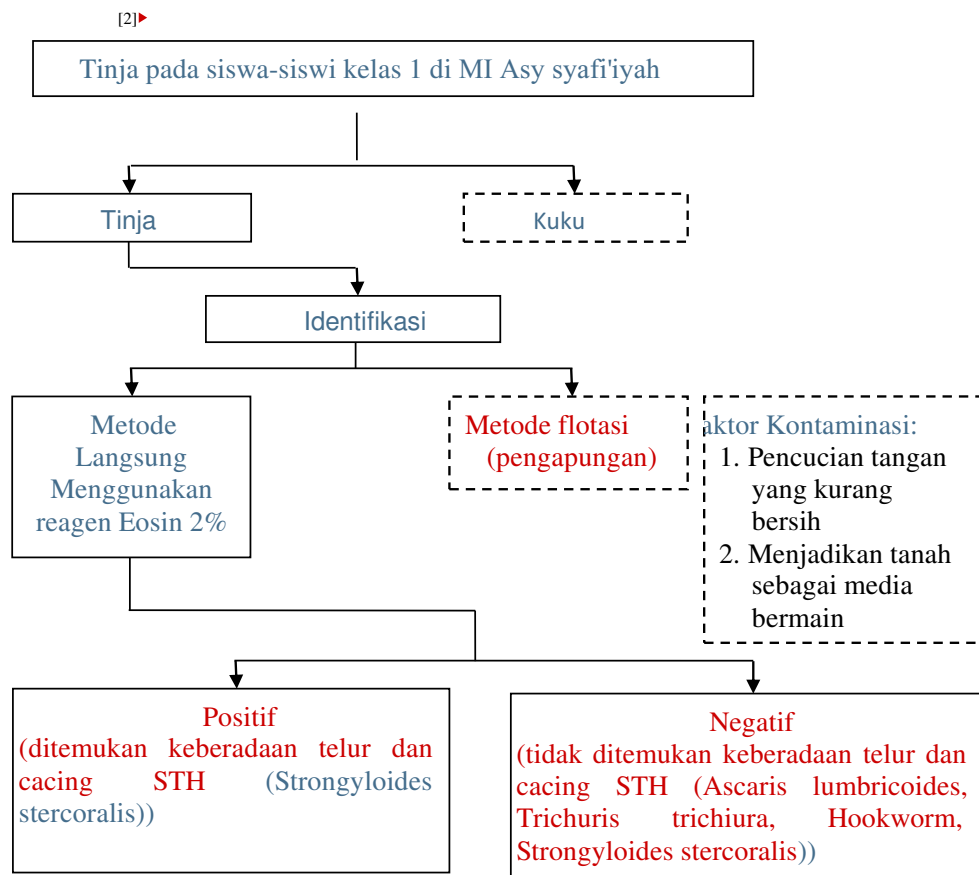 [2]
Tinja pada siswa-siswi kelas 1 di MI Asy syafi'iyah
Tinja
Kuku
Identifikasi
Metode
Langsung
Menggunakan
reagen Eosin 2%
Metode flotasi
(pengapungan)
aktor Kontaminasi:
1. Pencucian tangan
yang kurang
bersih
2. Menjadikan tanah
sebagai media
bermain
Positif
(ditemukan keberadaan telur dan
cacing STH (Strongyloides
stercoralis))
Negatif
(tidak ditemukan keberadaan telur dan
cacing STH (Ascaris lumbricoides,
Trichuris trichiura, Hookworm,
Strongyloides stercoralis))